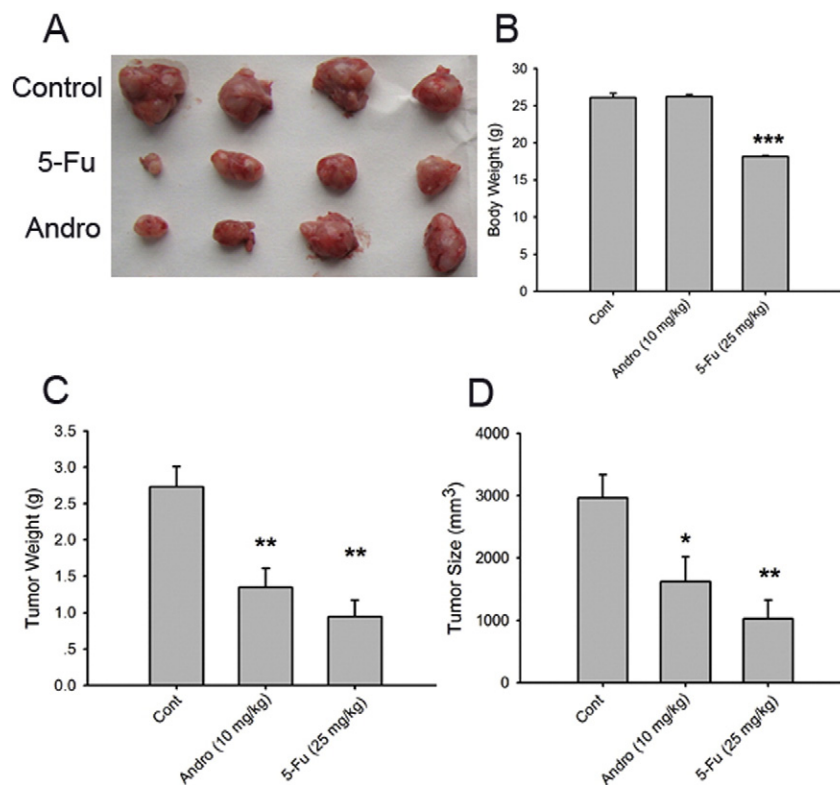 A
Control
5-Fu
Andro
B
Body Weight (g)
30
25
20
15
10
5
0
***
Cont
Andro (10 mg/kg)
5-Fu (25 mg/kg)
C
Tumor Weight (g)
3.5
3.0
2.5
2.0
1.5
1.0
.5
0.0
**
**
Cont
Andro (10 mg/kg)
5-Fu (25 mg/kg)
D
Tumor Size (mm³)
4000
3000
2000
1000
0
*
**
Cont
Andro (10 mg/kg)
5-Fu (25 mg/kg)